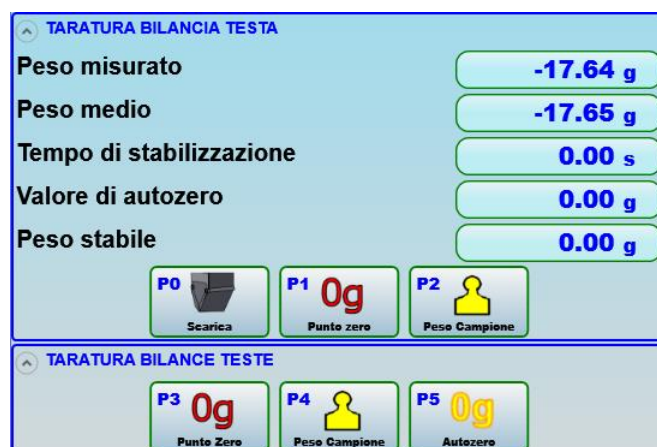 TARATURA BILANCIA TESTA
Peso misurato -17.64 g
Peso medio -17.65 g
Tempo di stabilizzazione 0.00 s
Valore di autozero 0.00 g
Peso stabile 0.00 g
P0 P1 0g P2
Scarica Punto zero Peso Campione
TARATURA BILANCE TESTE
P3 0g P4 P5 0g
Punto Zero Peso Campione Autozero